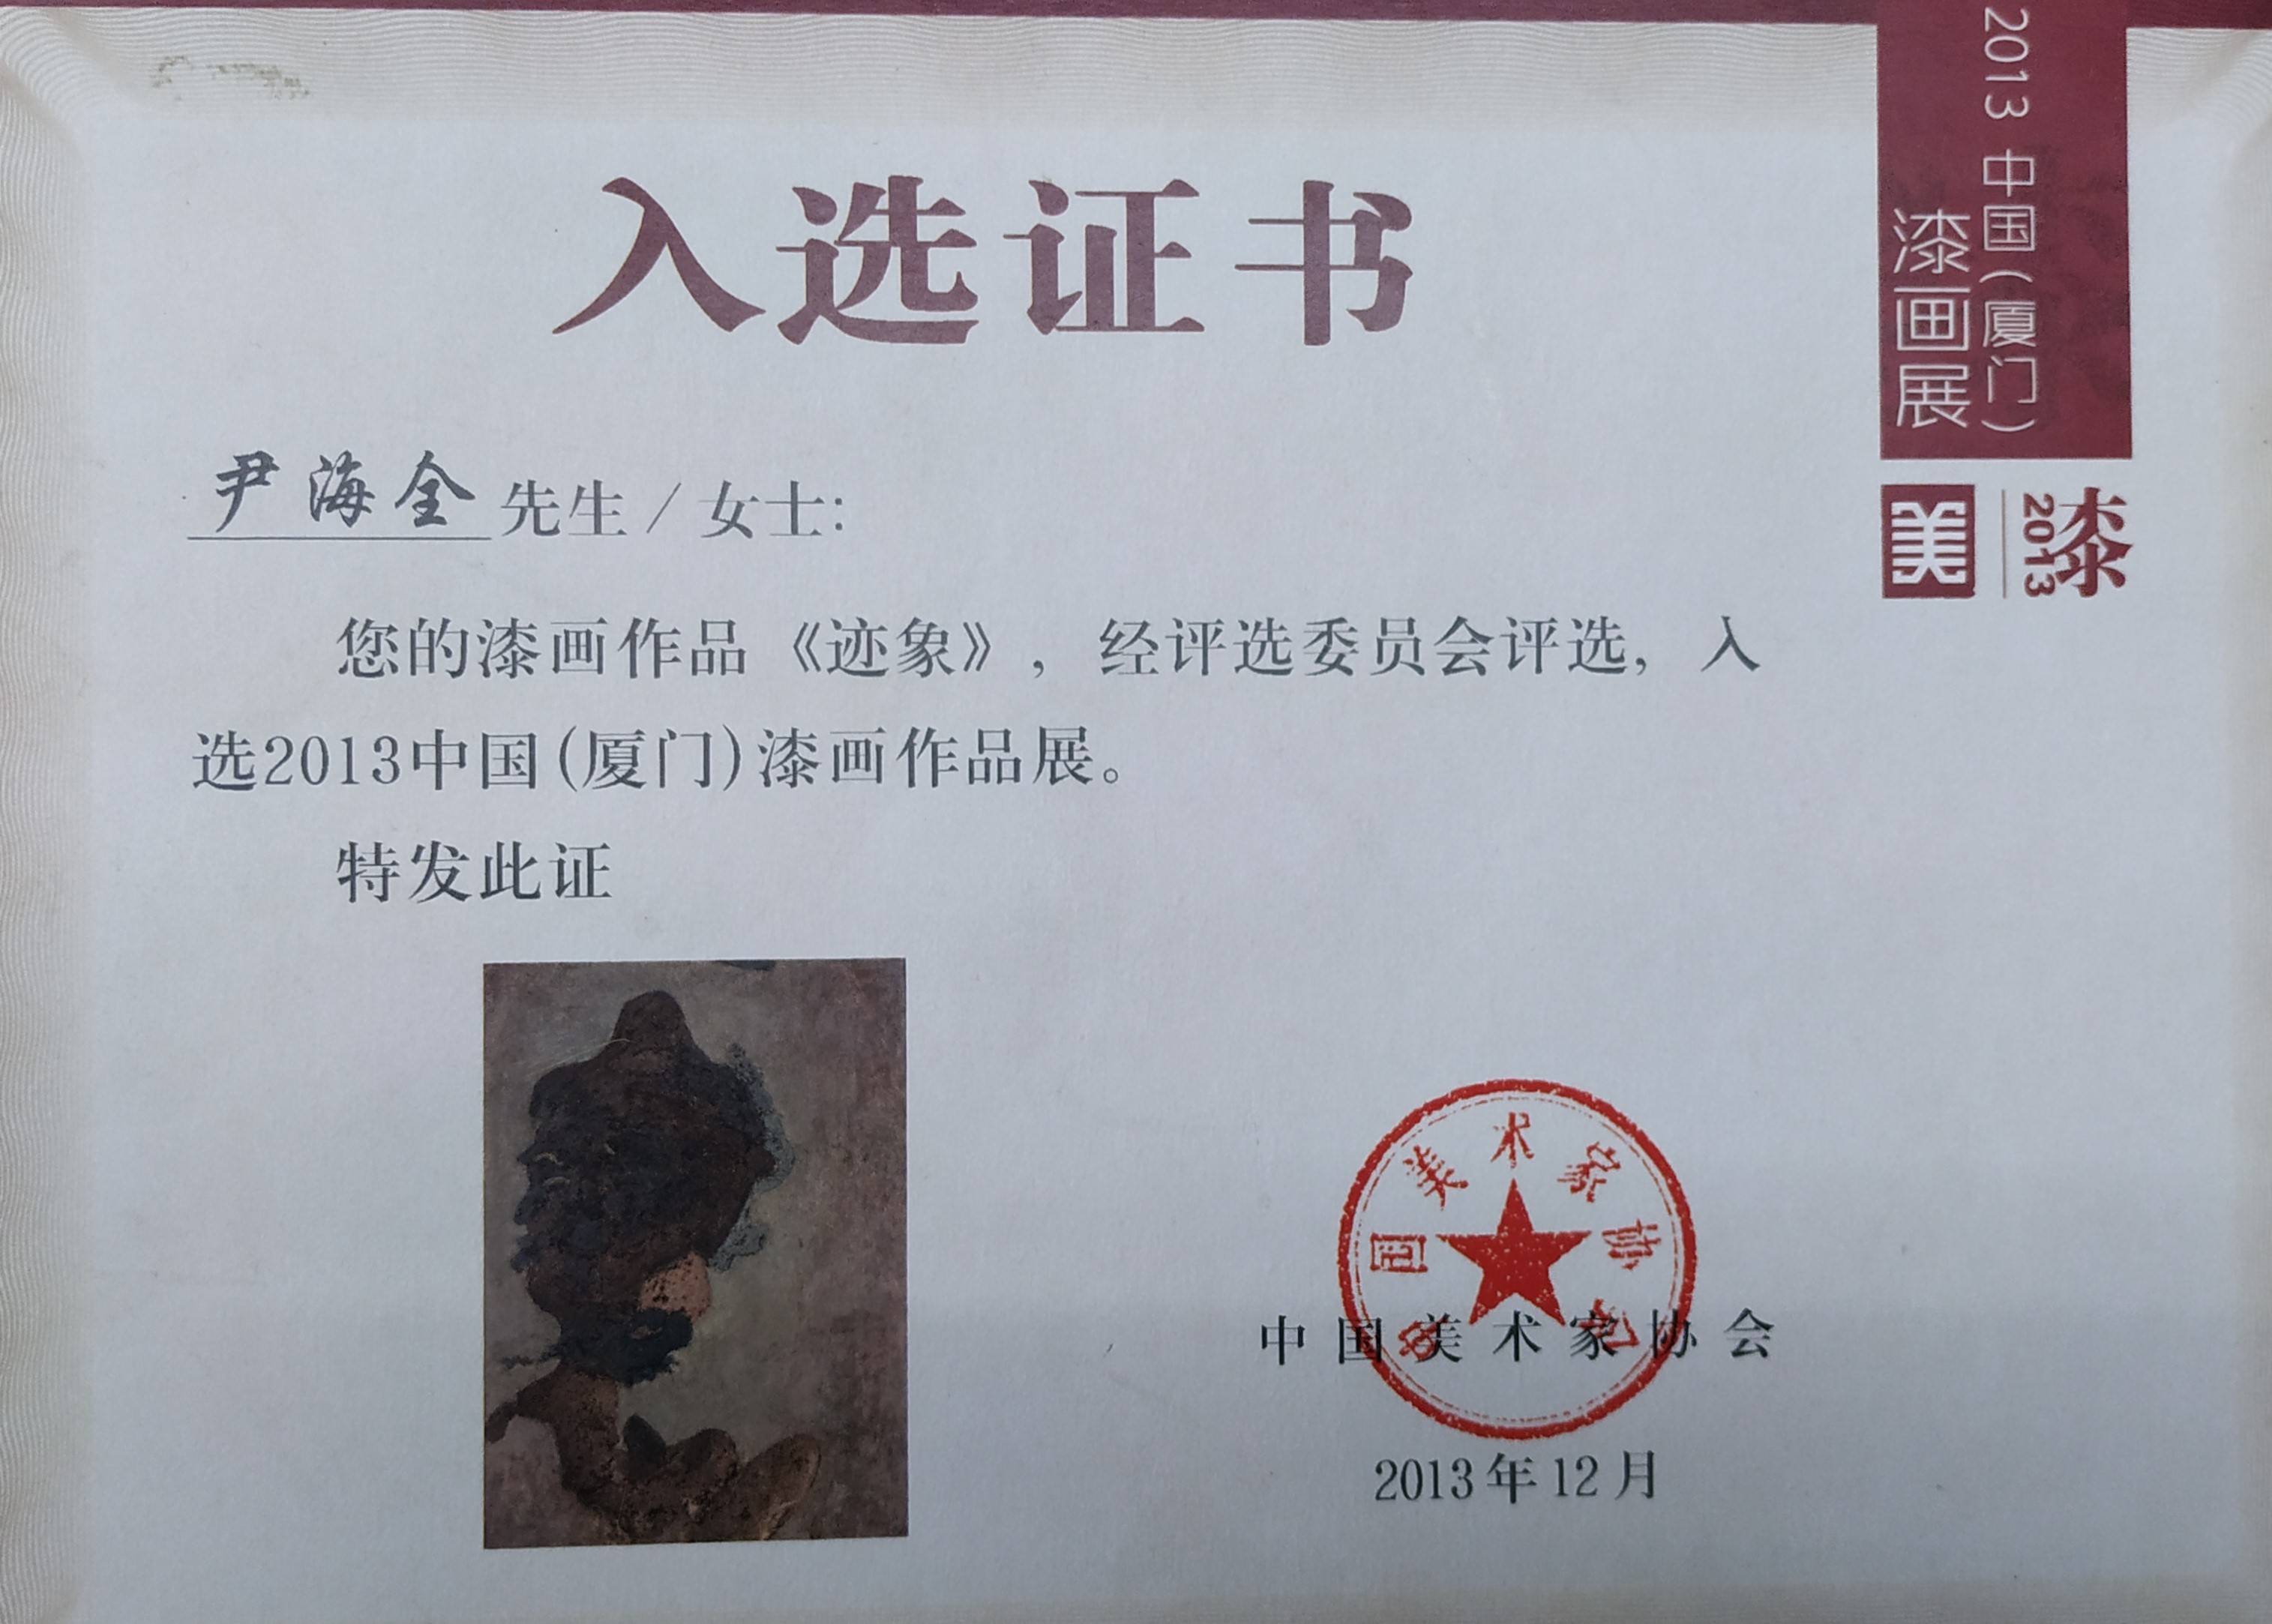 2013 中国(厦门)
漆画展
美
漆
2013
入选证书
尹海全 先生/女士:
您的漆画作品《迹象》，经评选委员会评选，入
选2013中国(厦门)漆画作品展。
特发此证
中国美术家协会
中国美术家协会
2013年12月